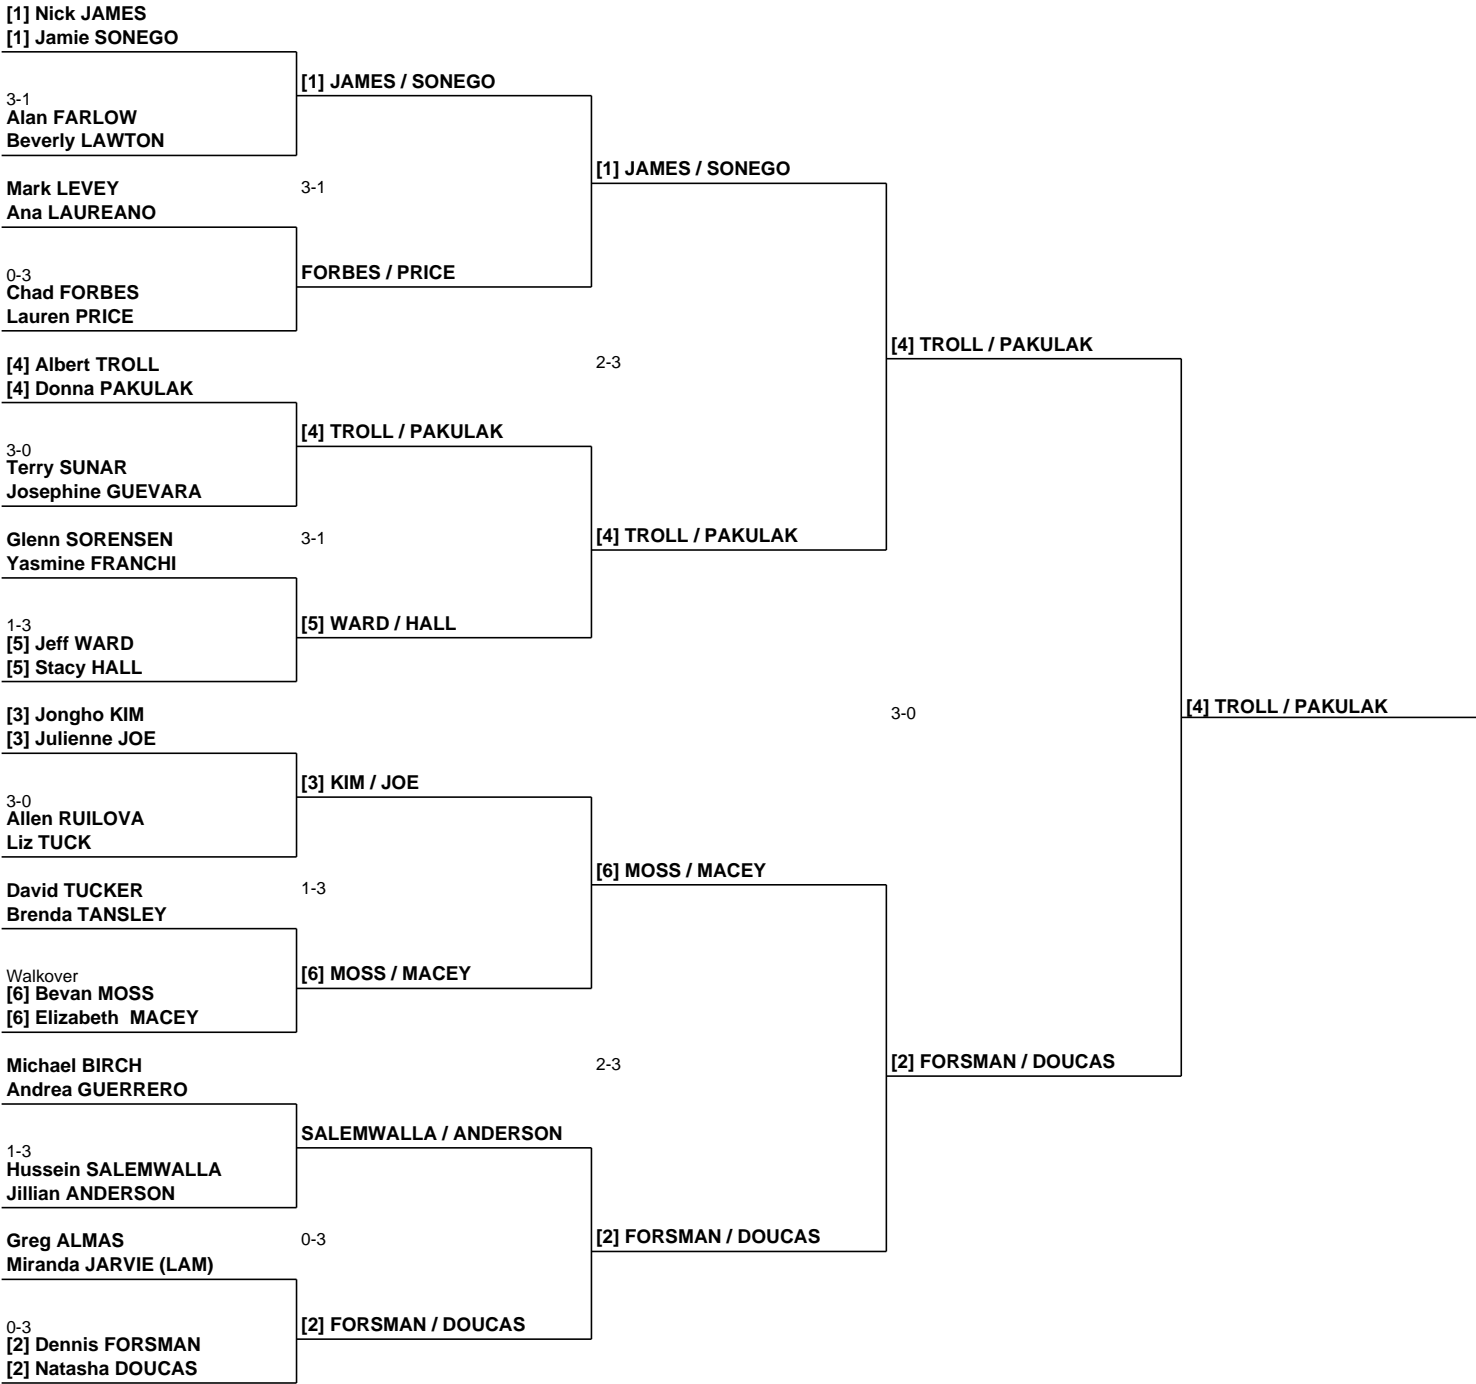 [1] Nick JAMES
[1] Jamie SONEGO
3-1
Alan FARLOW
Beverly LAWTON
Mark LEVEY
Ana LAUREANO
0-3
Chad FORBES
Lauren PRICE
[4] Albert TROLL
[4] Donna PAKULAK
3-0
Terry SUNAR
Josephine GUEVARA
Glenn SORENSEN
Yasmine FRANCHI
1-3
[5] Jeff WARD
[5] Stacy HALL
[3] Jongho KIM
[3] Julienne JOE
3-0
Allen RUILOVA
Liz TUCK
David TUCKER
Brenda TANSLEY
Walkover
[6] Bevan MOSS
[6] Elizabeth  MACEY
Michael BIRCH
Andrea GUERRERO
1-3
Hussein SALEMWALLA
Jillian ANDERSON
Greg ALMAS
Miranda JARVIE (LAM)
0-3
[2] Dennis FORSMAN
[2] Natasha DOUCAS
[1] JAMES / SONEGO
3-1
FORBES / PRICE
[4] TROLL / PAKULAK
3-1
[5] WARD / HALL
[3] KIM / JOE
1-3
[6] MOSS / MACEY
SALEMWALLA / ANDERSON
0-3
[2] FORSMAN / DOUCAS
[1] JAMES / SONEGO
2-3
[4] TROLL / PAKULAK
[6] MOSS / MACEY
2-3
[2] FORSMAN / DOUCAS
[4] TROLL / PAKULAK
3-0
[2] FORSMAN / DOUCAS
[4] TROLL / PAKULAK